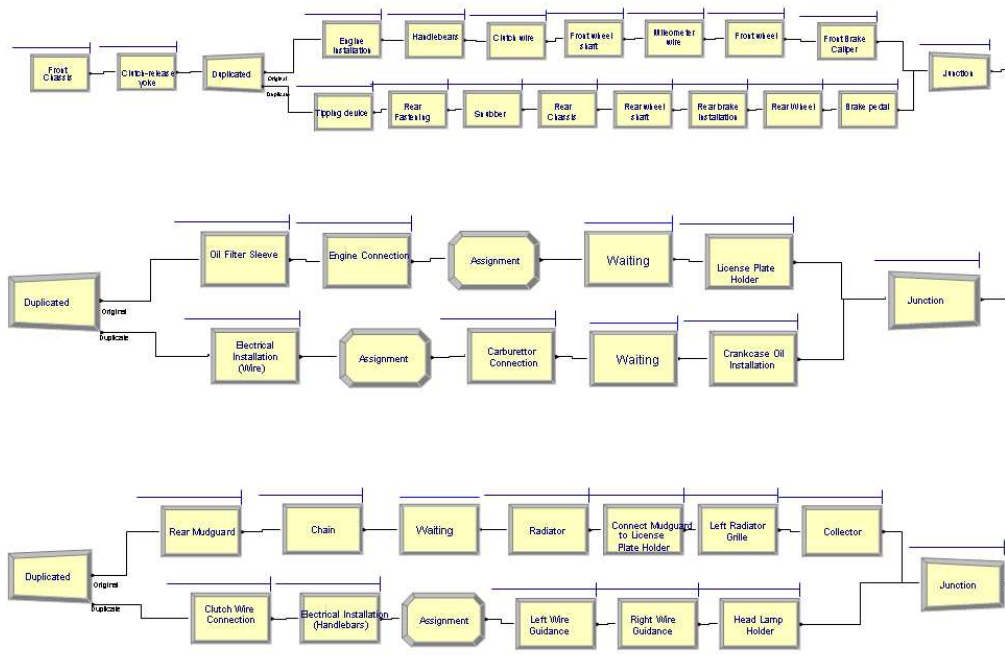 Front
Chassis
Clutch-release
yoke
Duplicated
Original
Duplicate
Engine
Installation
Handlebears
Clutch wire
Front wheel
shaft
Mileometer
wire
Front wheel
Front Brake
Caliper
Junction
Tipping device
Rear
Fastening
Snubber
Rear
Chassis
Rear wheel
shaft
Rear brake
installation
Rear Wheel
Brake pedal
Duplicated
Original
Duplicate
Oil Filter Sleeve
Engine Connection
Assignment
Waiting
License Plate
Holder
Junction
Electrical
Installation
(Wire)
Assignment
Carburettor
Connection
Waiting
Crankcase Oil
Installation
Duplicated
Original
Duplicate
Rear Mudguard
Chain
Waiting
Radiator
Connect Mudguard
to License
Plate Holder
Left Radiator
Grille
Collector
Junction
Clutch Wire
Connection
Electrical Installation
(Handlebars)
Assignment
Left Wire
Guidance
Right Wire
Guidance
Head Lamp
Holder